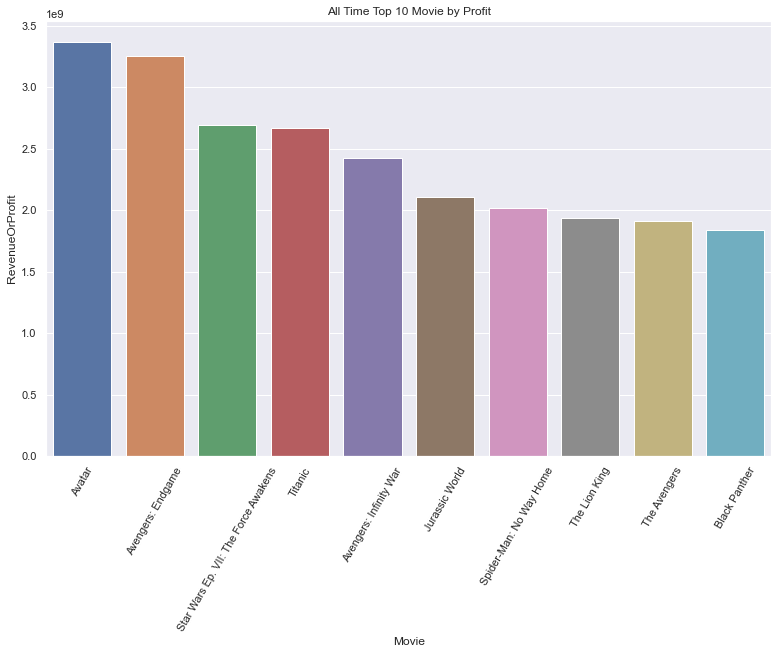 All Time Top 10 Movie by Profit
1e9
3.5
3.0
2.5
2.0
1.5
1.0
0.5
0.0
RevenueOrProfit
Avatar
Avengers: Endgame
Star Wars Ep. VII: The Force Awakens
Titanic
Avengers: Infinity War
Jurassic World
Spider-Man: No Way Home
The Lion King
The Avengers
Black Panther
Movie